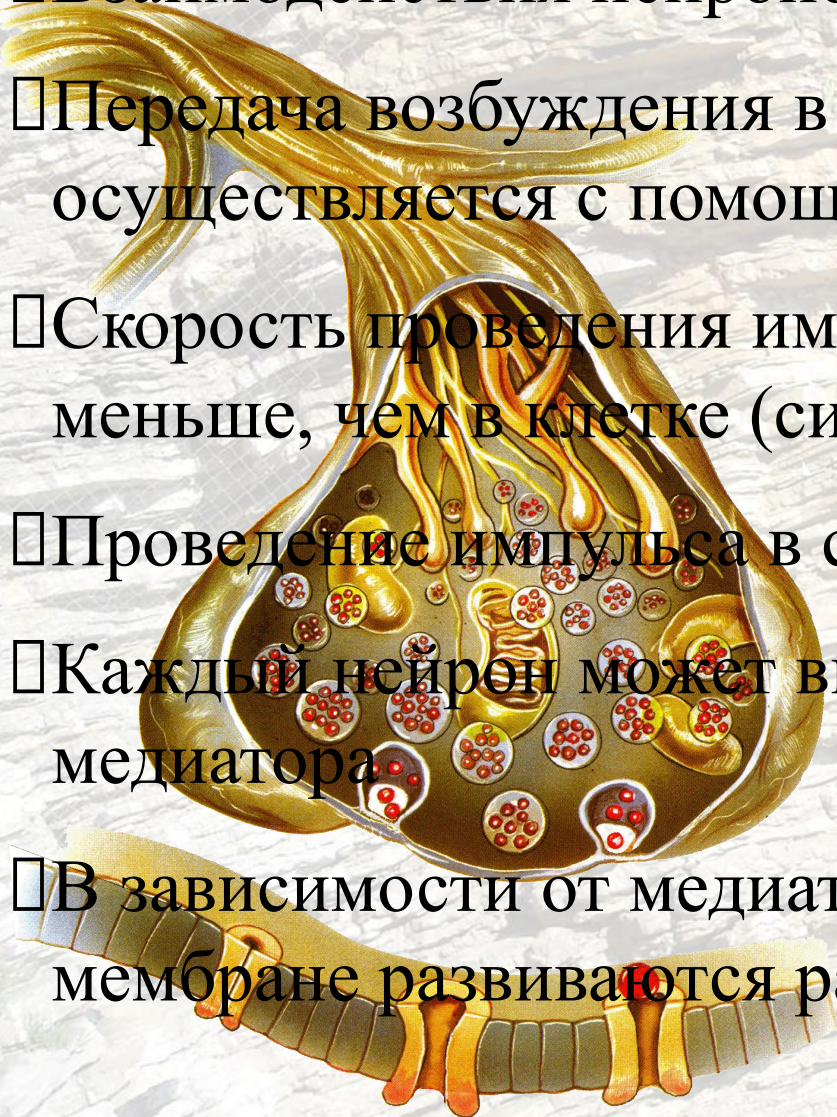 Передача возбуждения в
осуществляется с помощ
Скорость проведения им
меньше, чем в клетке (си
Проведение импульса в с
Каждый нейрон может в
медиатора
В зависимости от медиат
мембране развиваются ра